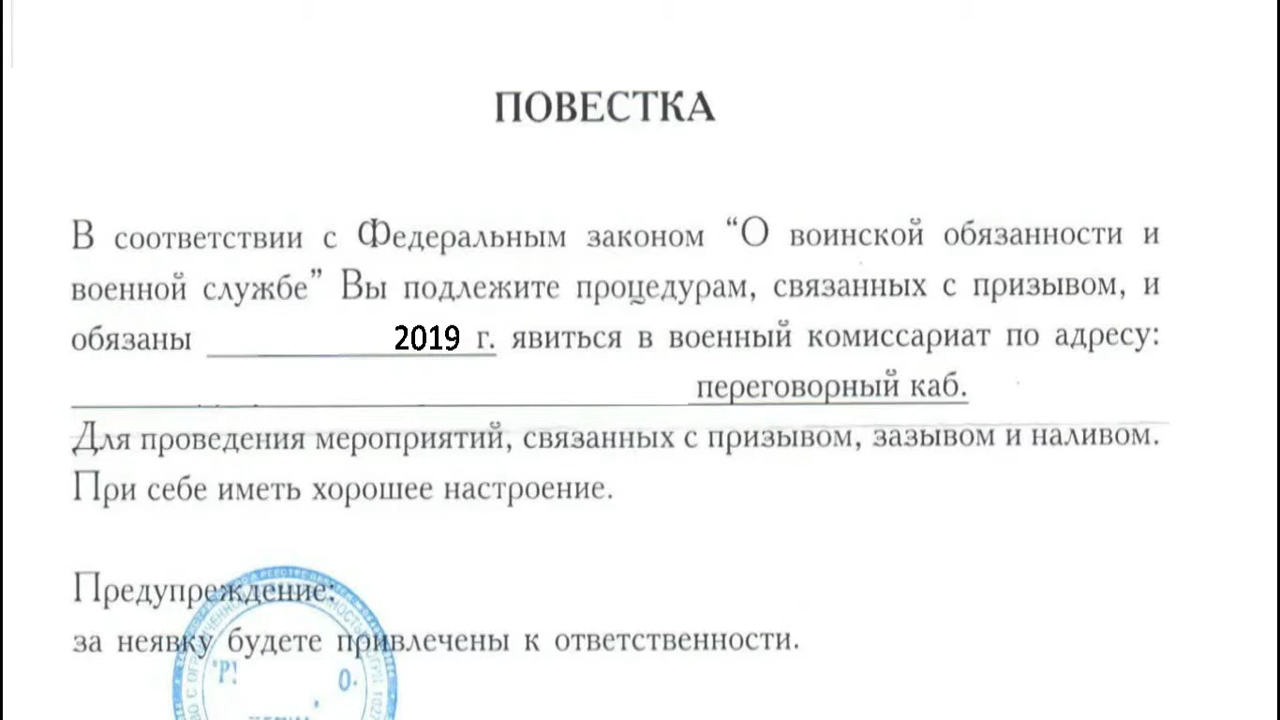 ПОВЕСТКА
В соответствии с Федеральным законом “О воинской обязанности и
военной службе” Вы подлежите процедурам, связанных с призывом, и
обязаны 2019 г. явиться в военный комиссариат по адресу:
переговорный каб.
Для проведения мероприятий, связанных с призывом, зазывом и наливом.
При себе иметь хорошее настроение.
Предупреждение:
за неявку будете привлечены к ответственности.